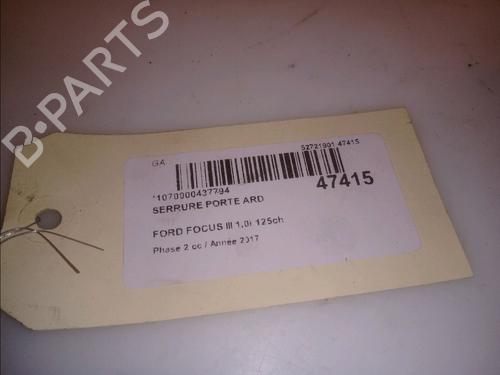 B-PARTS
GA
52721901 47415
*1070000437794
47415
SERRURE PORTE ARD
FORD FOCUS III 1,0i 125ch
Phase 2 cc / Année 2017